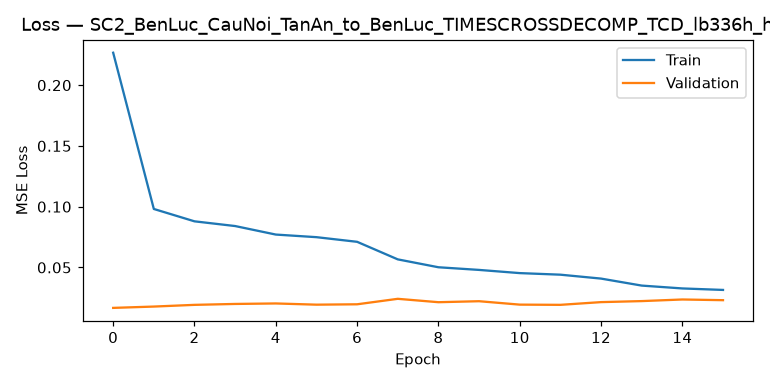 Loss — SC2_BenLuc_CauNoi_TanAn_to_BenLuc_TIMESCROSSDECOMP_TCD_lb336h_h
Train
Validation
MSE Loss
0.20
0.15
0.10
0.05
0 2 4 6 8 10 12 14
Epoch